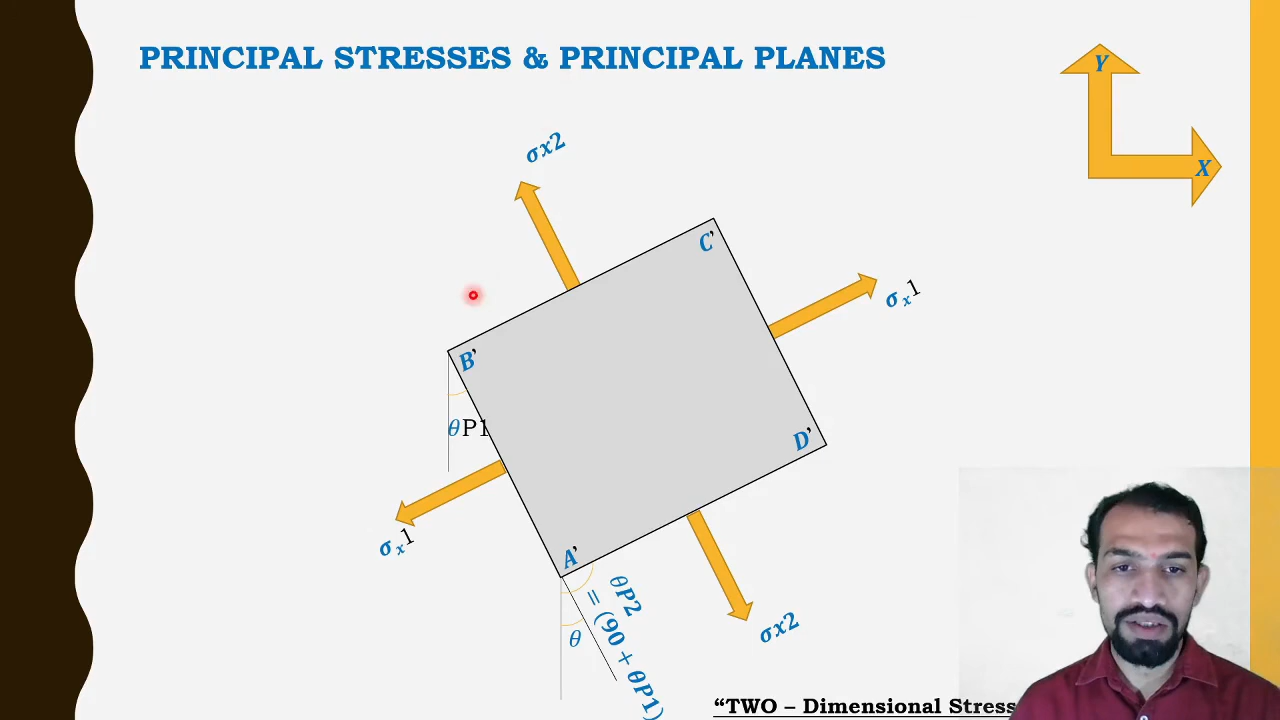 PRINCIPAL STRESSES & PRINCIPAL PLANES
Y
X
σx2
C'
σx1
B'
θP1
D'
σx1
A'
θP2
= (90 + θP1)
θ
σx2
“TWO – Dimensional Stress